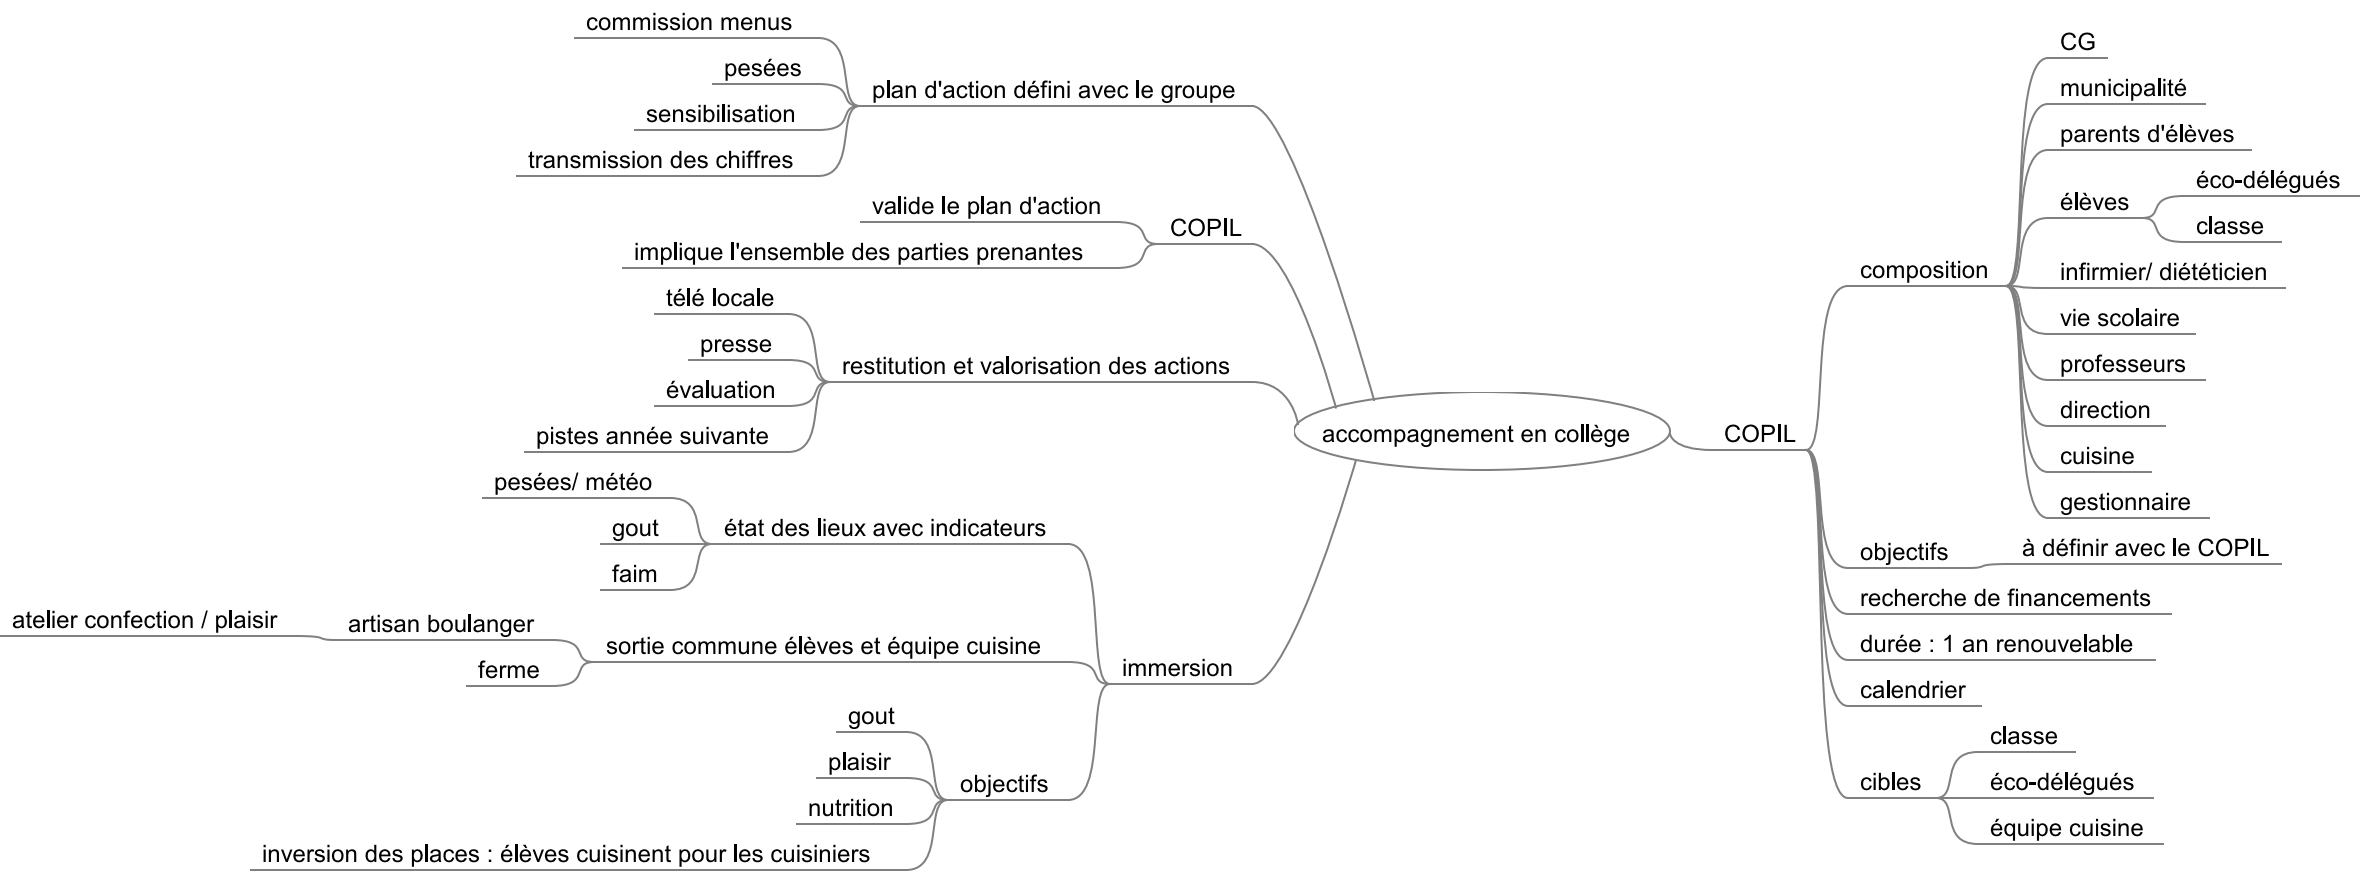 commission menus
pesées
sensibilisation
transmission des chiffres
plan d'action défini avec le groupe
valide le plan d'action
implique l'ensemble des parties prenantes
COPIL
télé locale
presse
évaluation
pistes année suivante
restitution et valorisation des actions
pesées/ météo
gout
faim
état des lieux avec indicateurs
atelier confection / plaisir
artisan boulanger
ferme
sortie commune élèves et équipe cuisine
immersion
gout
plaisir
nutrition
inversion des places : élèves cuisinent pour les cuisiniers
objectifs
accompagnement en collège
COPIL
composition
CG
municipalité
parents d'élèves
élèves
éco-délégués
classe
infirmier/ diététicien
vie scolaire
professeurs
direction
cuisine
gestionnaire
objectifs
à définir avec le COPIL
recherche de financements
durée : 1 an renouvelable
calendrier
cibles
classe
éco-délégués
équipe cuisine